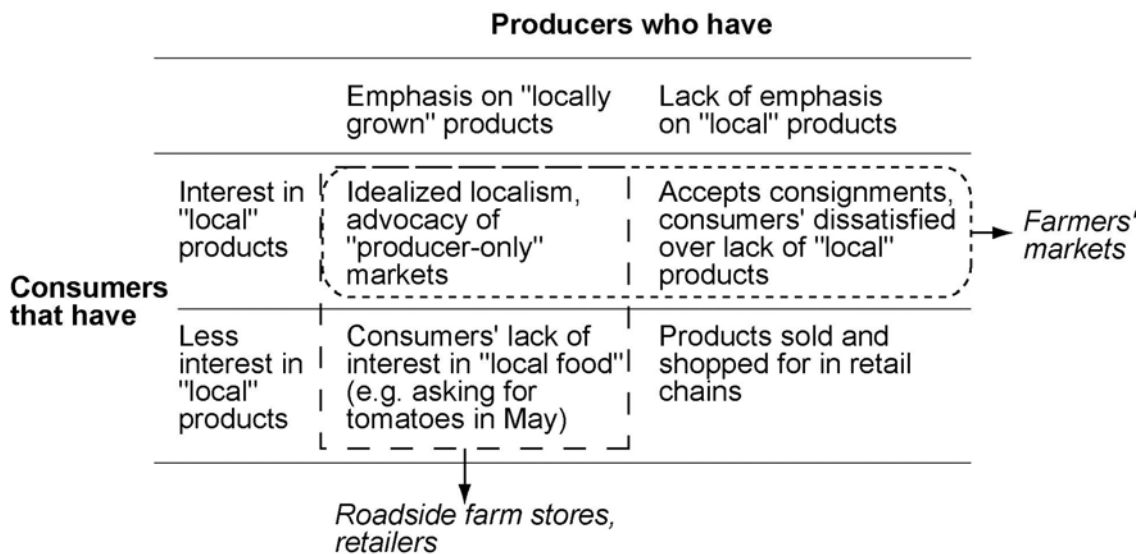 Producers who have
Emphasis on "locally
grown" products
Lack of emphasis
on "local" products
Interest in
"local"
products
Idealized localism,
advocacy of
"producer-only"
markets
Accepts consignments,
consumers' dissatisfied
over lack of "local"
products
Farmers'
markets
Consumers
that have
Less
interest in
"local"
products
Consumers' lack of
interest in "local food"
(e.g. asking for
tomatoes in May)
Products sold and
shopped for in retail
chains
Roadside farm stores,
retailers